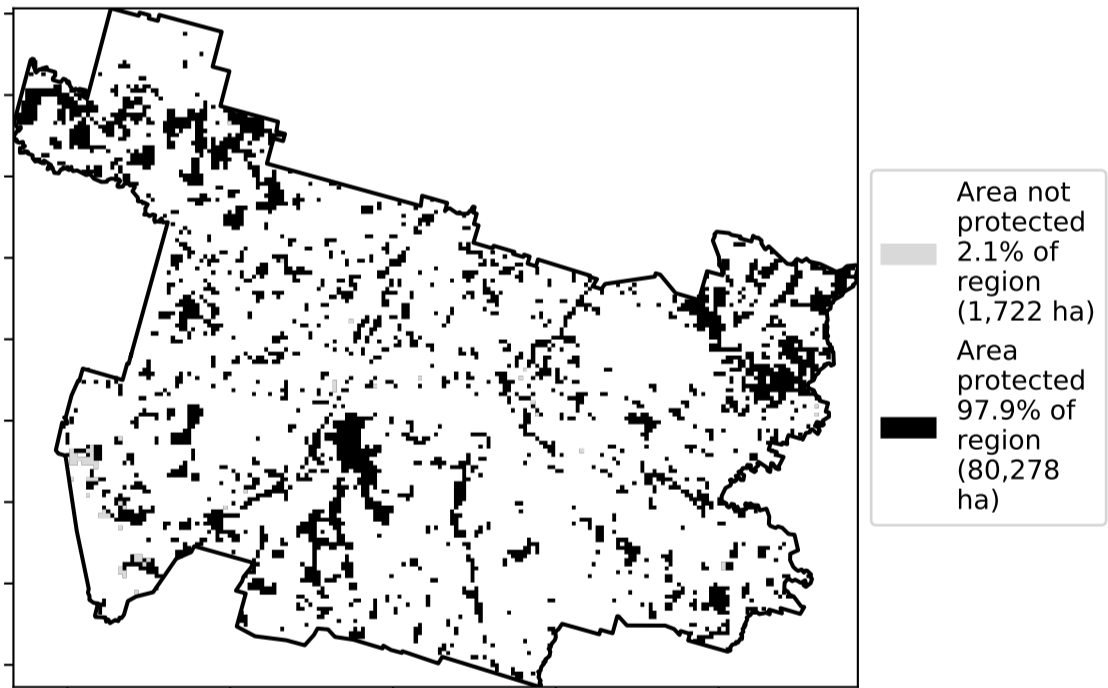 Area not
protected
2.1% of
region
(1,722 ha)
Area
protected
97.9% of
region
(80,278
ha)